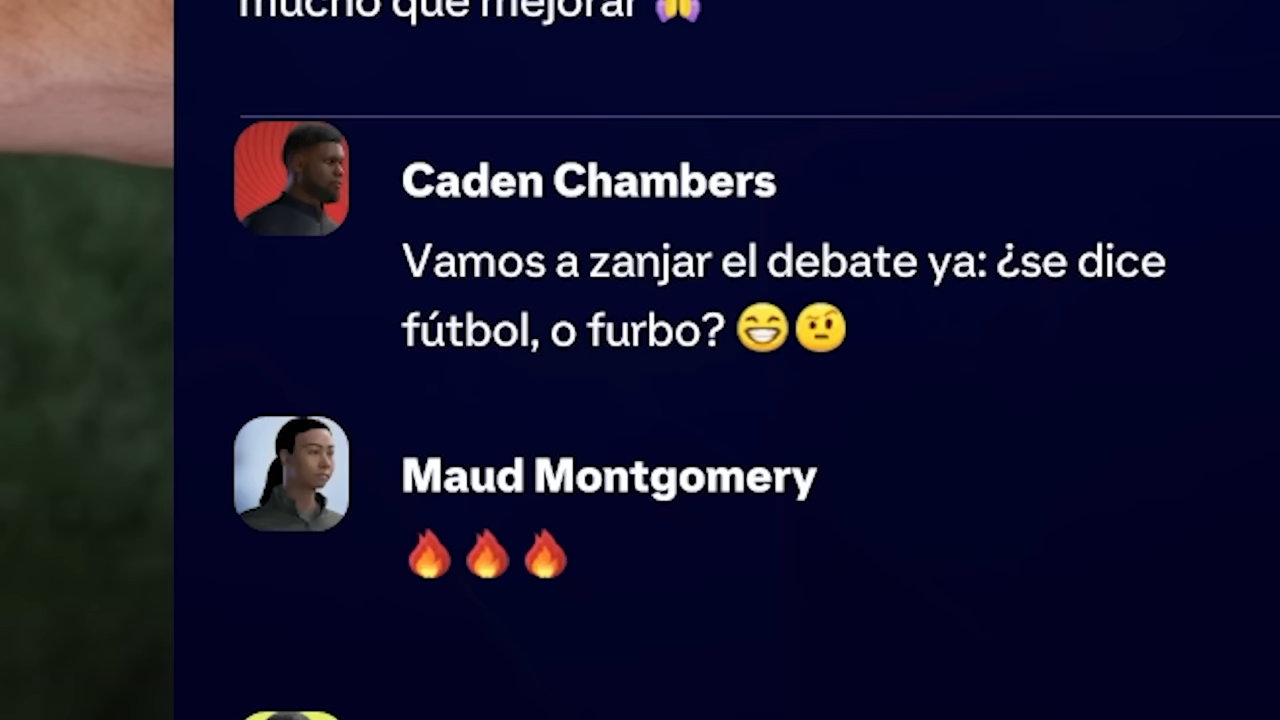 mucho que mejorar 🙌
Caden Chambers
Vamos a zanjar el debate ya: ¿se dice
fútbol, o furbo? 😁🤨
Maud Montgomery
🔥🔥🔥